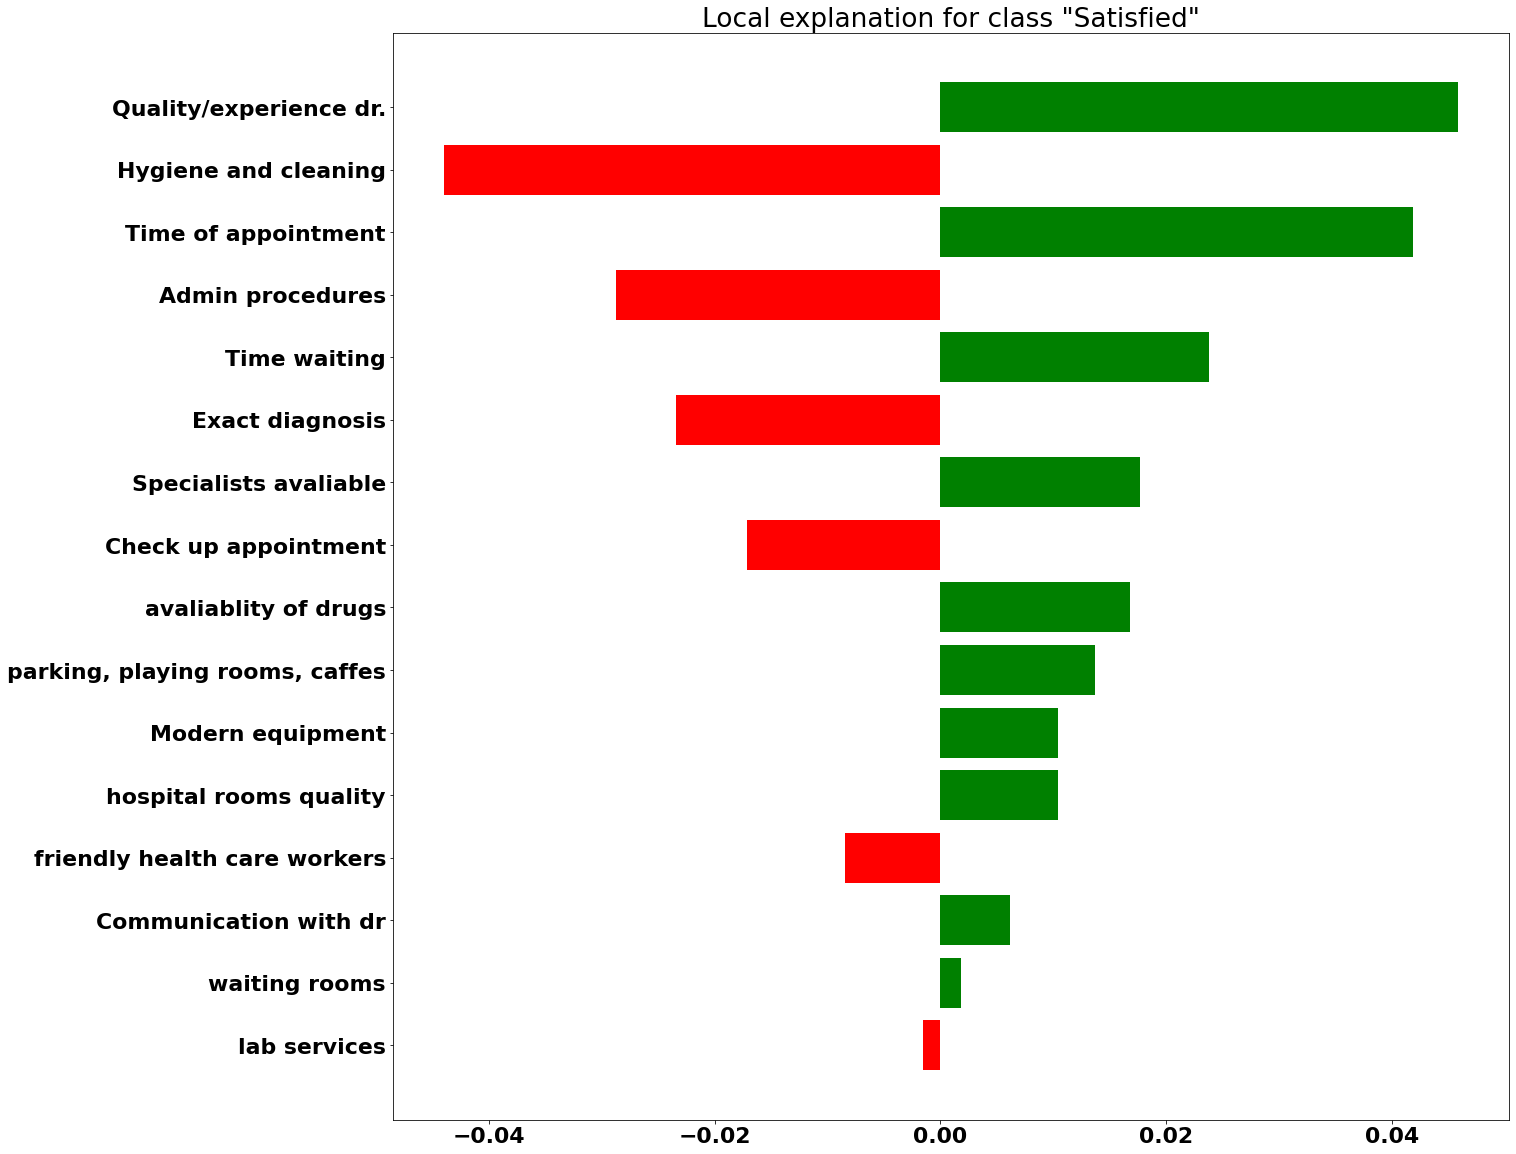 Local explanation for class "Satisfied"
Quality/experience dr.
Hygiene and cleaning
Time of appointment
Admin procedures
Time waiting
Exact diagnosis
Specialists avaliable
Check up appointment
avaliablity of drugs
parking, playing rooms, caffes
Modern equipment
hospital rooms quality
friendly health care workers
Communication with dr
waiting rooms
lab services
−0.04 −0.02 0.00 0.02 0.04